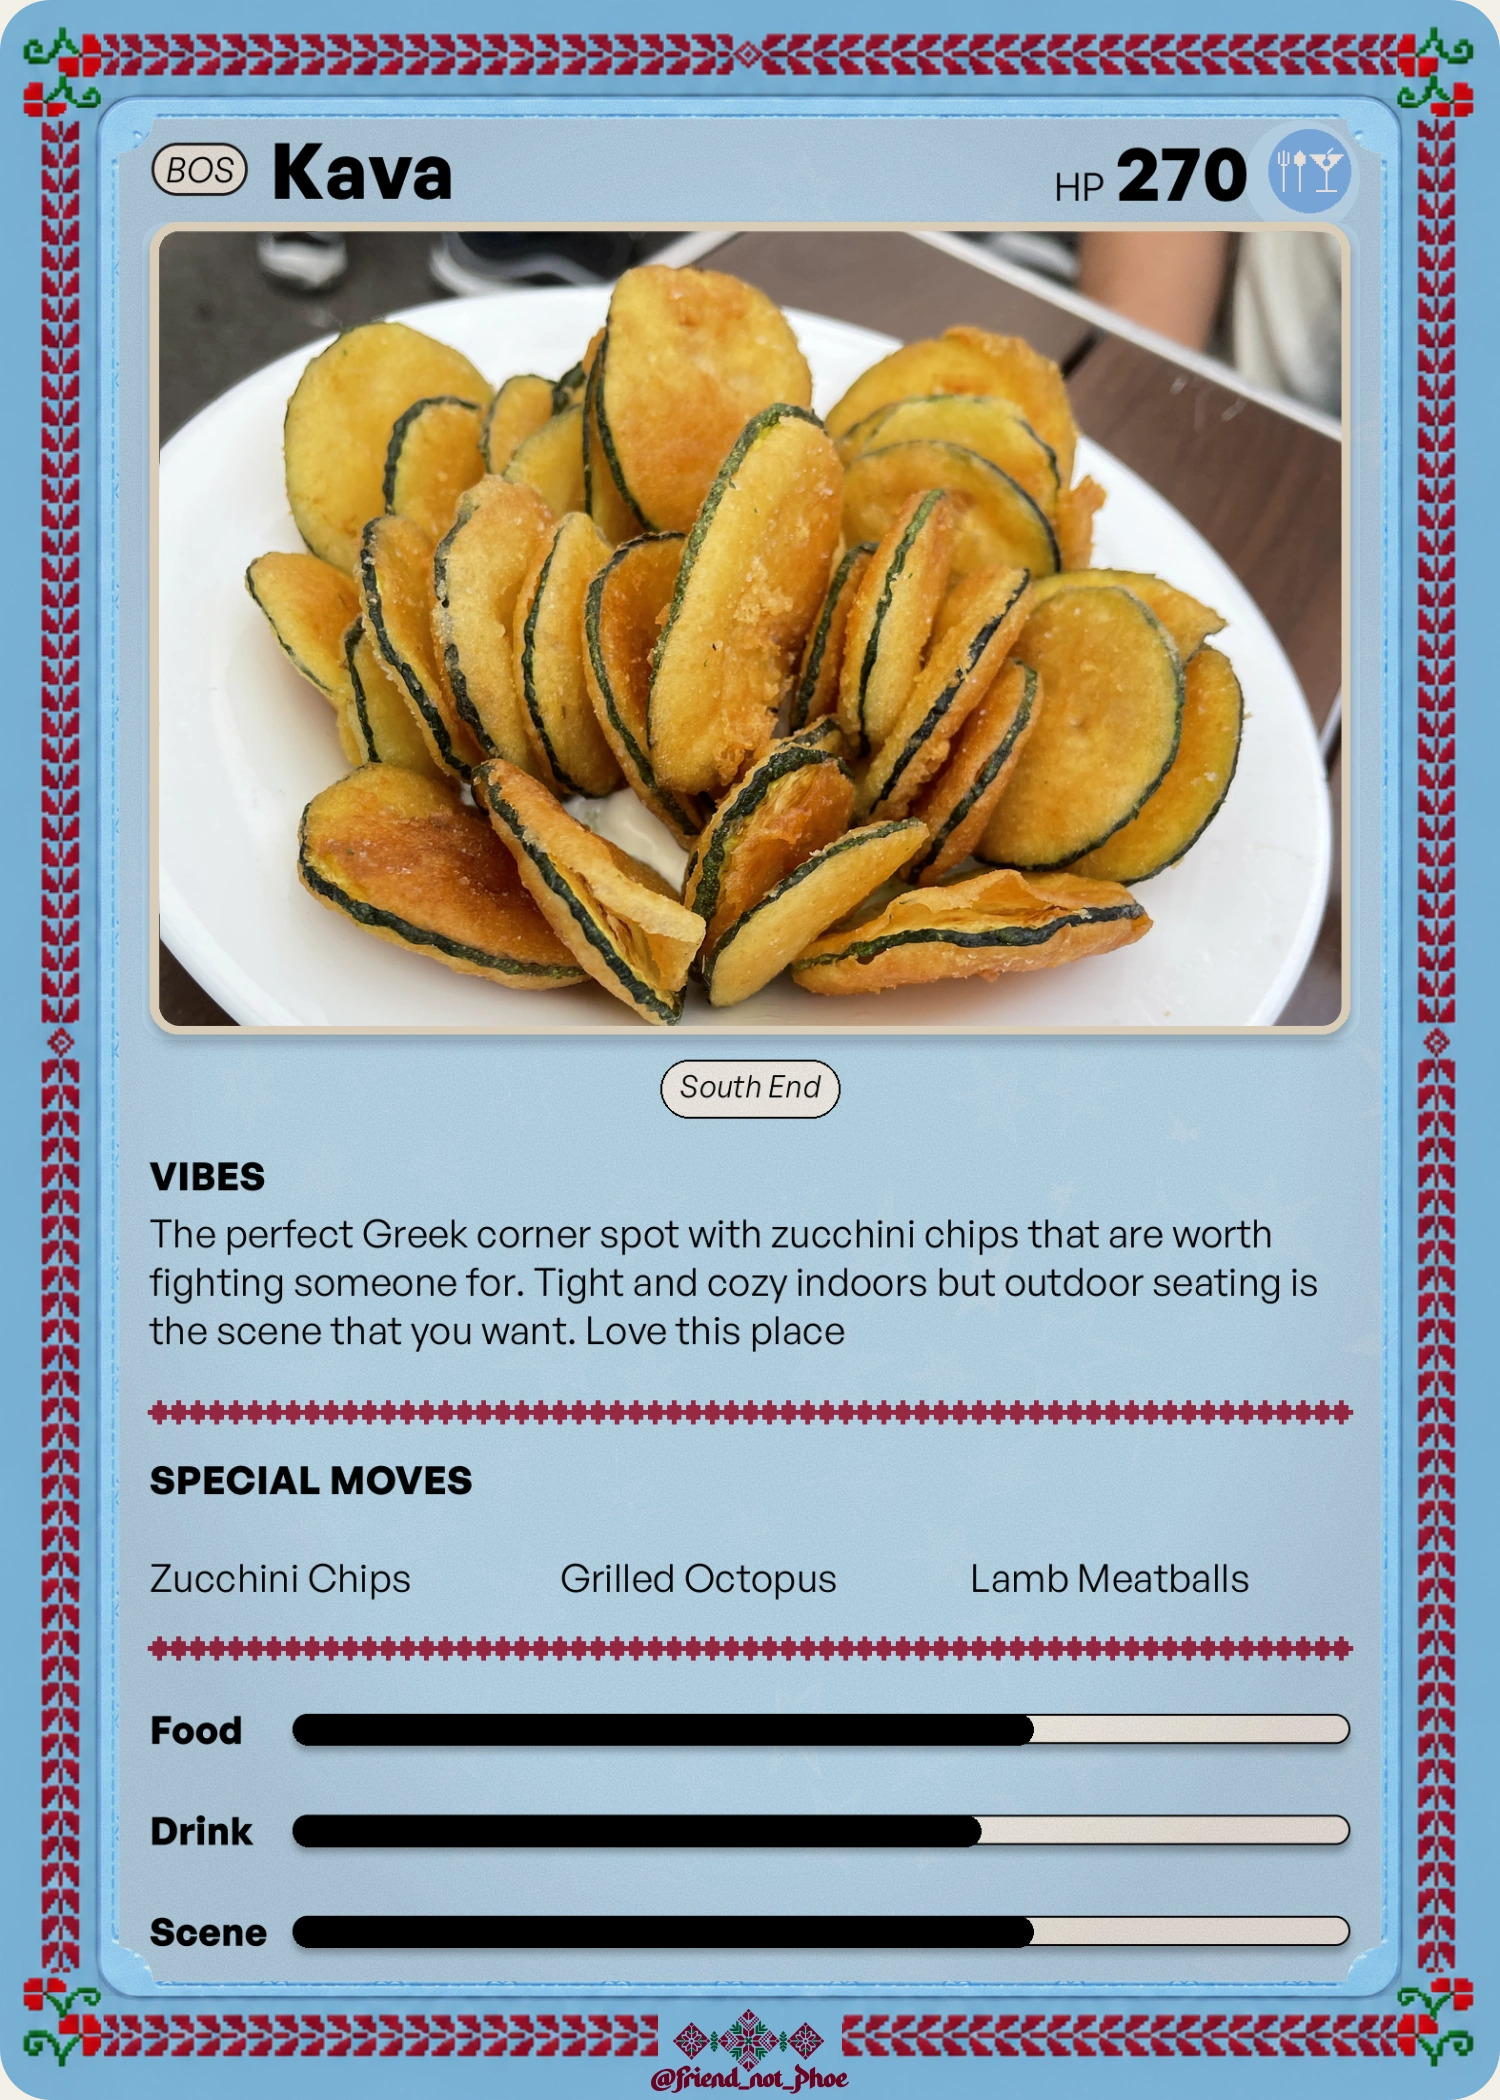 BOS Kava HP 270
South End
VIBES
The perfect Greek corner spot with zucchini chips that are worth
fighting someone for. Tight and cozy indoors but outdoor seating is
the scene that you want. Love this place
SPECIAL MOVES
Zucchini Chips Grilled Octopus Lamb Meatballs
Food
Drink
Scene
@friend_not_Phoe